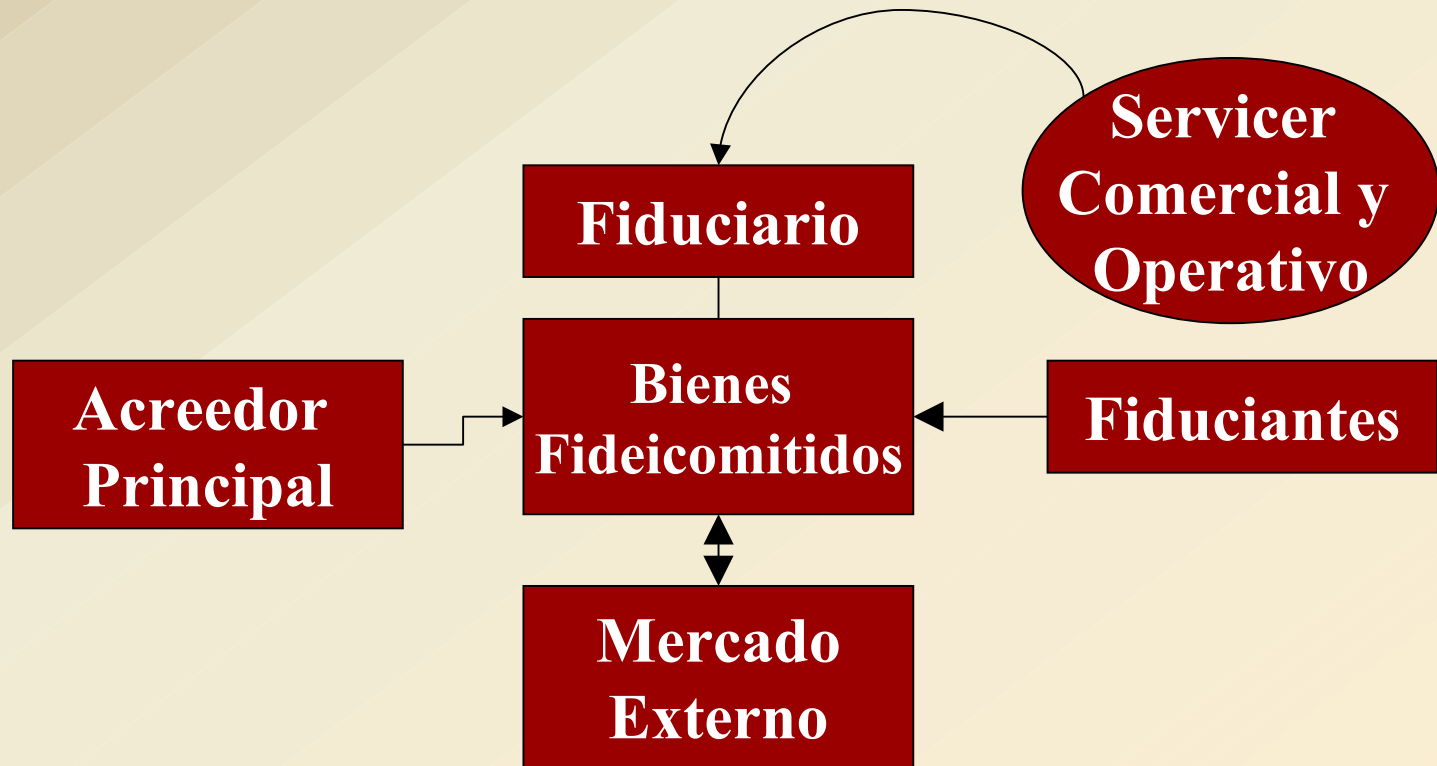 Servicer
Comercial y
Operativo
Fiduciario
Bienes
Fideicomitidos
Acreedor
Principal
Fiduciantes
Mercado
Externo